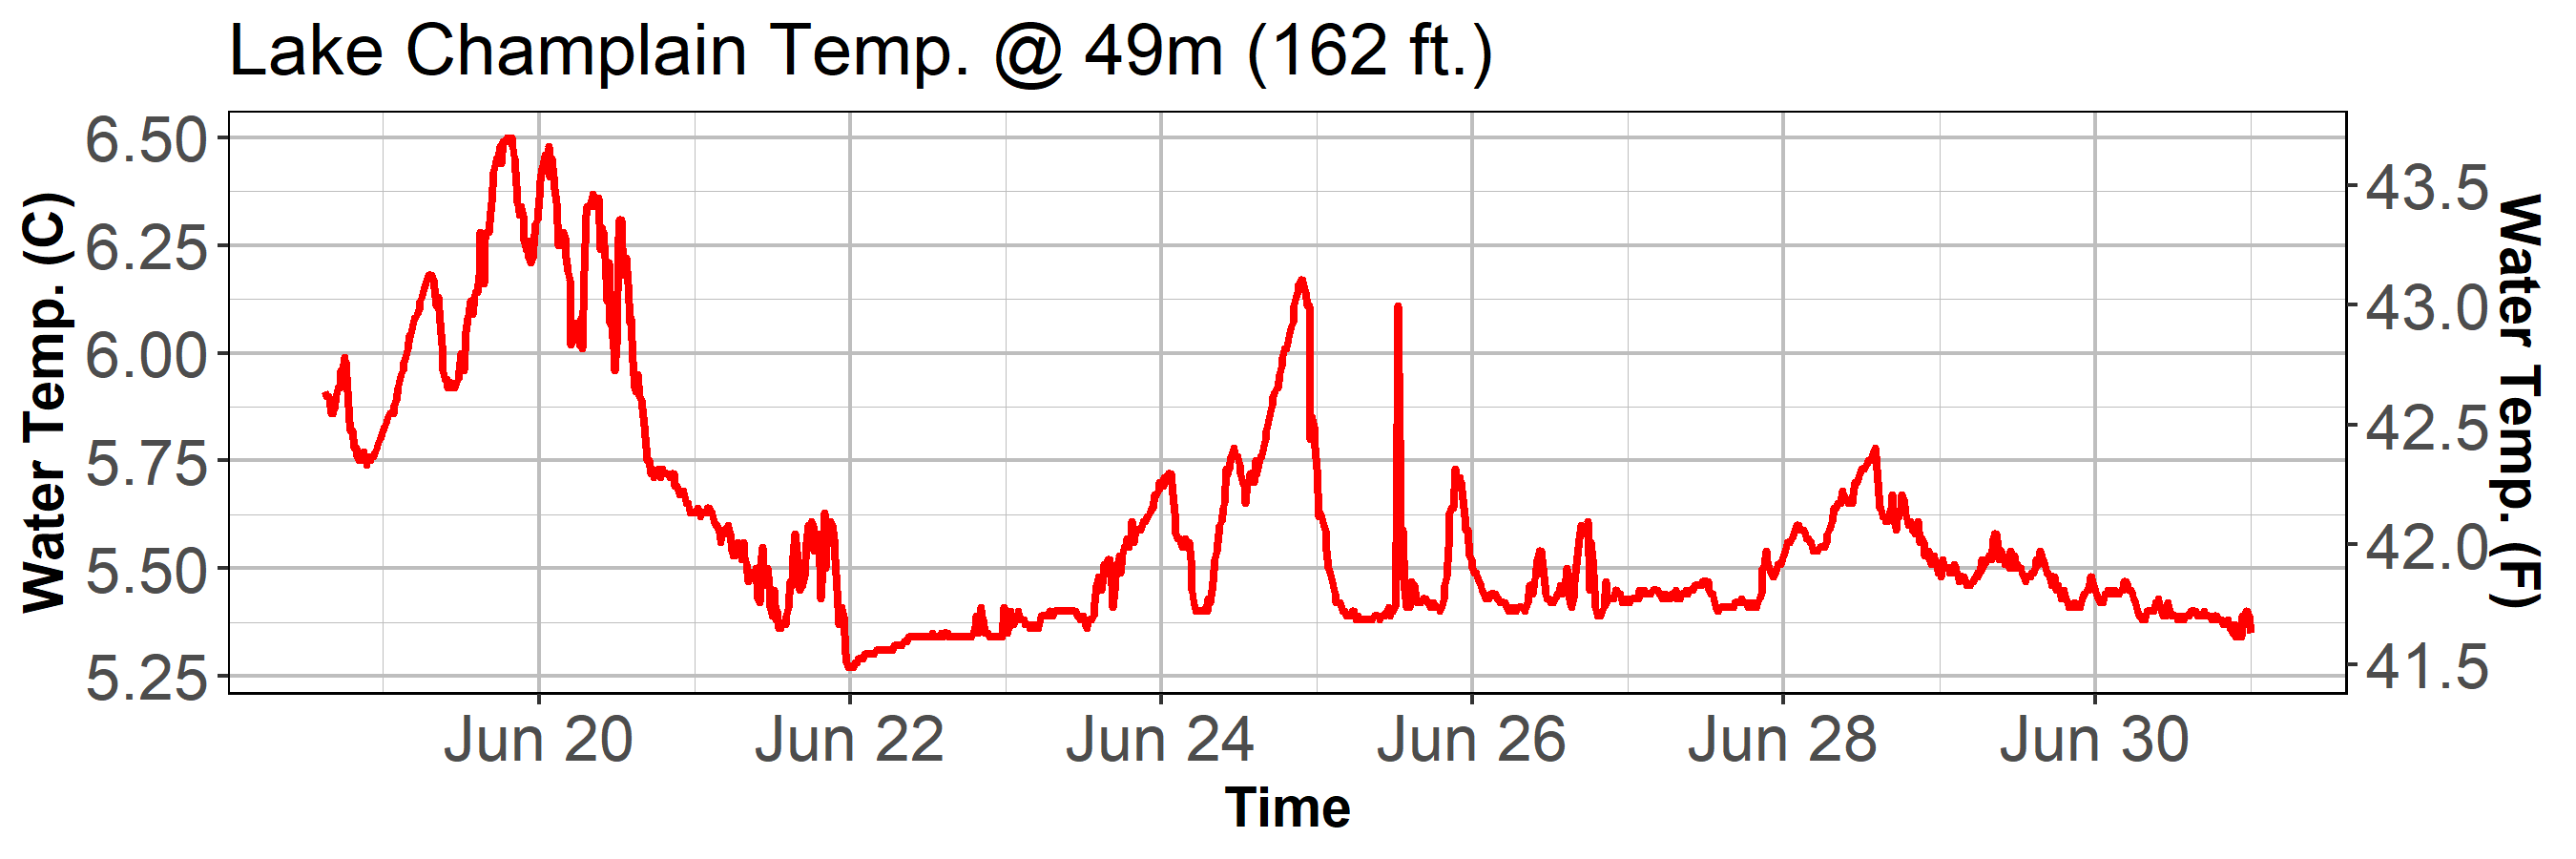 Lake Champlain Temp. @ 49m (162 ft.)
Water Temp. (C)
6.50
6.25
6.00
5.75
5.50
5.25
43.5
43.0
42.5
42.0
41.5
Water Temp. (F)
Jun 20 Jun 22 Jun 24 Jun 26 Jun 28 Jun 30
Time